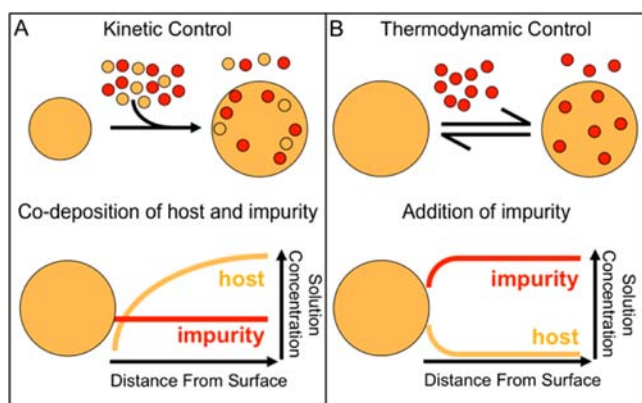 A
Kinetic Control
Co-deposition of host and impurity
host
impurity
Solution
Concentration
Distance From Surface
B
Thermodynamic Control
Addition of impurity
impurity
host
Solution
Concentration
Distance From Surface